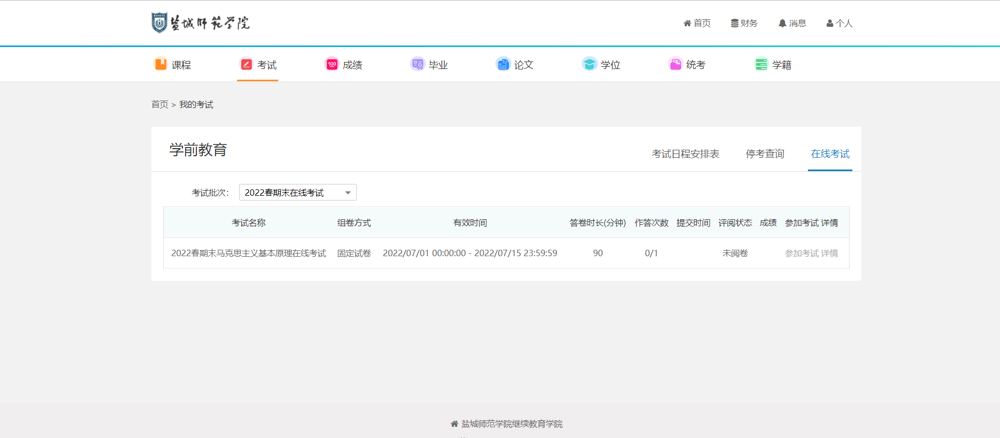 盐城师范学院
首页 财务 消息 个人
课程 考试 100 成绩 毕业 论文 学位 统考 学籍
首页 > 我的考试
学前教育
考试日程安排表 停考查询 在线考试
考试批次: 2022春期末在线考试
考试名称 组卷方式 有效时间 答卷时长(分钟) 作答次数 提交时间 评阅状态 成绩 参加考试 详情
2022春期末马克思主义基本原理在线考试 固定试卷 2022/07/01 00:00:00 - 2022/07/15 23:59:59 90 0/1 未阅卷 参加考试 详情
盐城师范学院继续教育学院